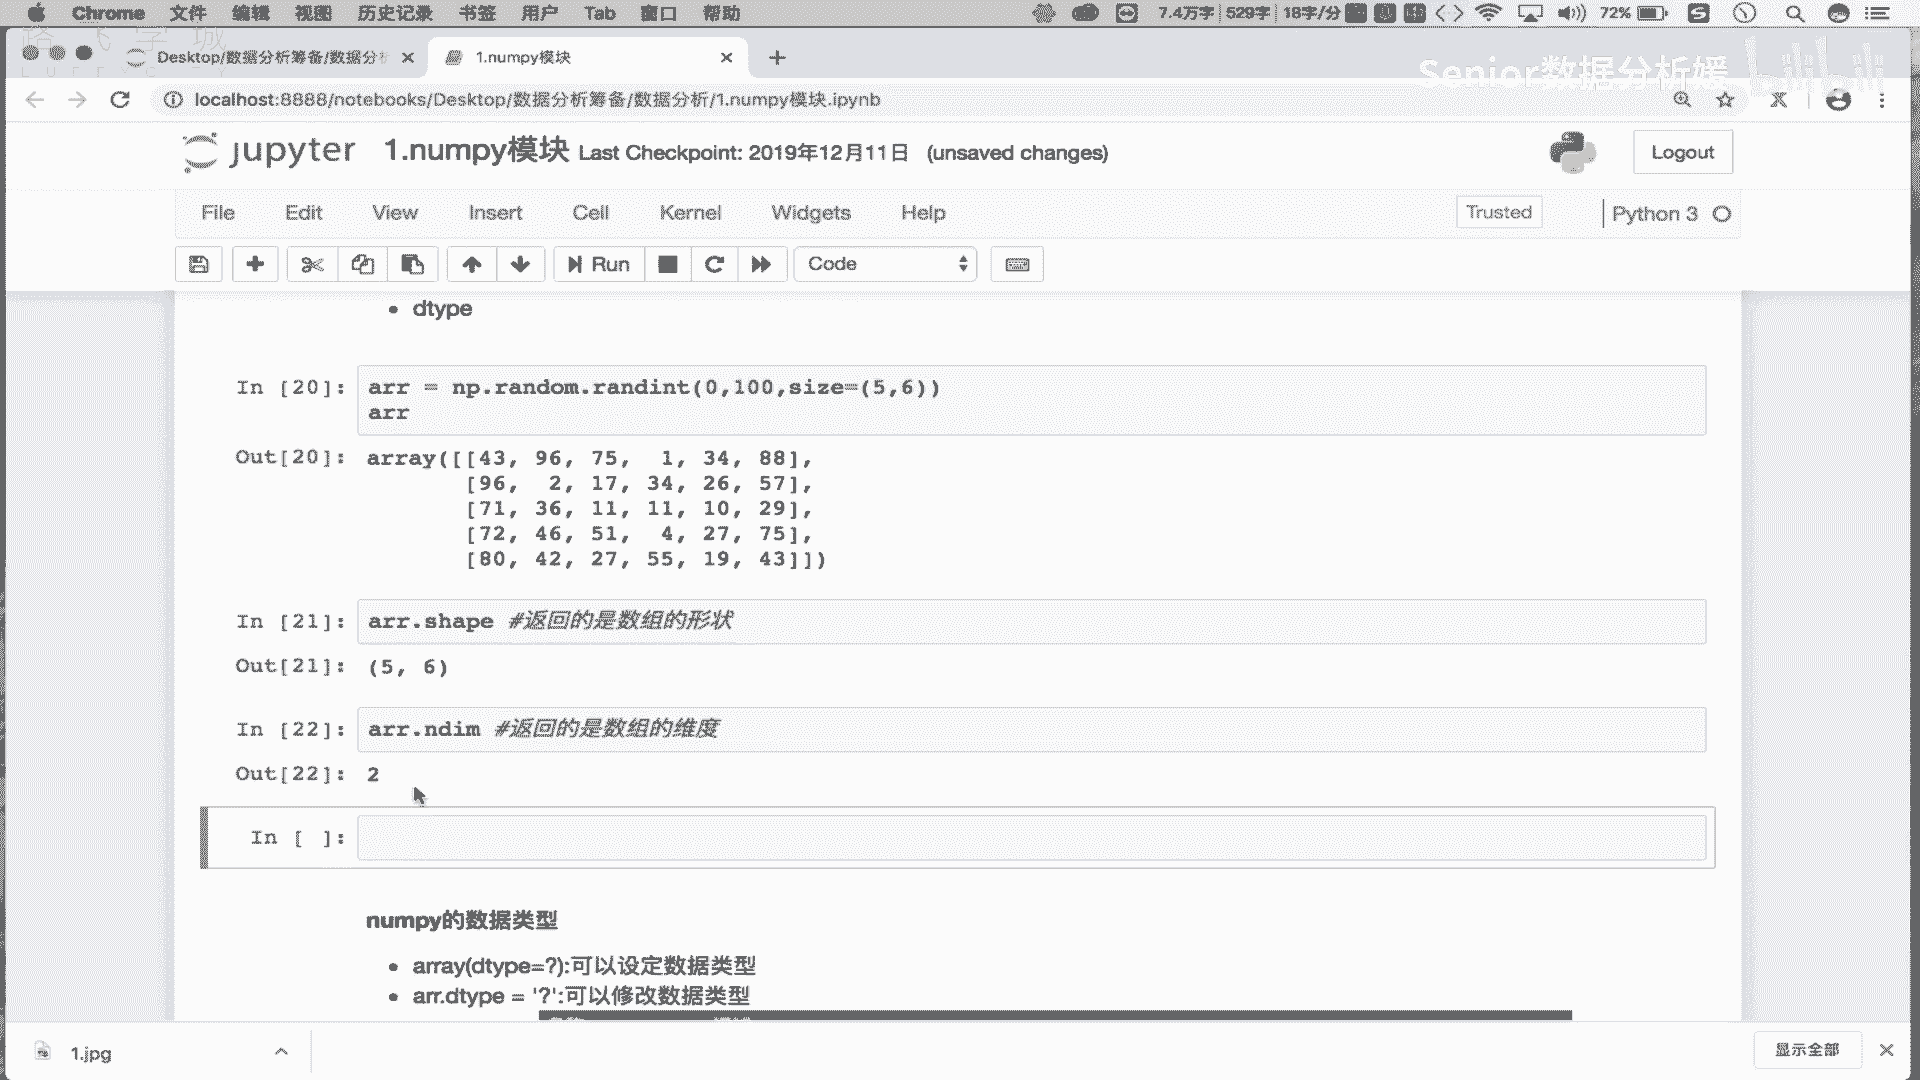 Chrome 文件 编辑 视图 历史记录 书签 用户 Tab 窗口 帮助 7.4万字 529字 18字/分 72%
Desktop/数据分析筹备/数据分析 1.numpy模块
Senior数据分析媛 bilibili
localhost:8888/notebooks/Desktop/数据分析筹备/数据分析/1.numpy模块.ipynb
jupyter 1.numpy模块 Last Checkpoint: 2019年12月11日 (unsaved changes) Logout
File Edit View Insert Cell Kernel Widgets Help Trusted Python 3
Run Code
• dtype
In [20]: arr = np.random.randint(0,100,size=(5,6))
arr
Out[20]: array([[43, 96, 75,  1, 34, 88],
[96,  2, 17, 34, 26, 57],
[71, 36, 11, 11, 10, 29],
[72, 46, 51,  4, 27, 75],
[80, 42, 27, 55, 19, 43]])
In [21]: arr.shape #返回的是数组的形状
Out[21]: (5, 6)
In [22]: arr.ndim #返回的是数组的维度
Out[22]: 2
In [ ]:
numpy的数据类型
• array(dtype=?):可以设定数据类型
• arr.dtype = '?':可以修改数据类型
1.jpg 显示全部